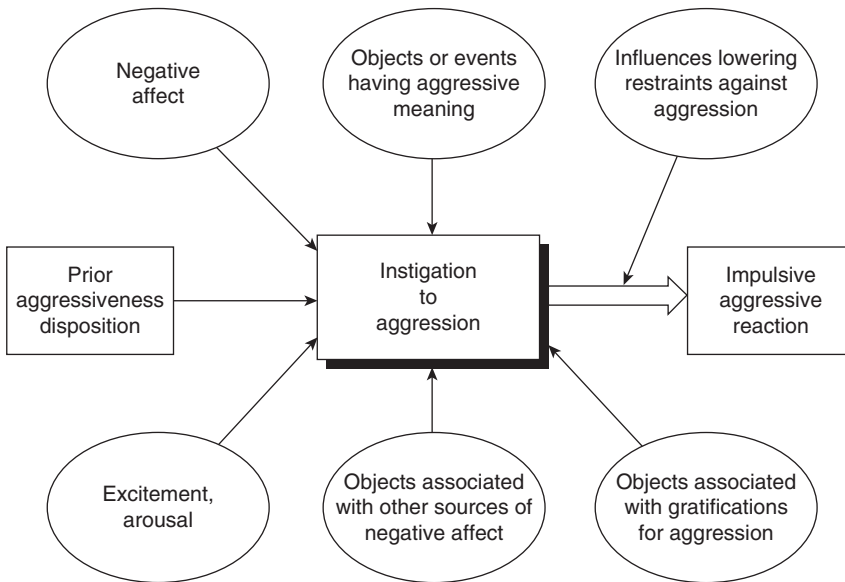 Negative
affect
Objects or events
having aggressive
meaning
Influences lowering
restraints against
aggression
Prior
aggressiveness
disposition
Instigation
to
aggression
Impulsive
aggressive
reaction
Excitement,
arousal
Objects associated
with other sources of
negative affect
Objects associated
with gratifications
for aggression